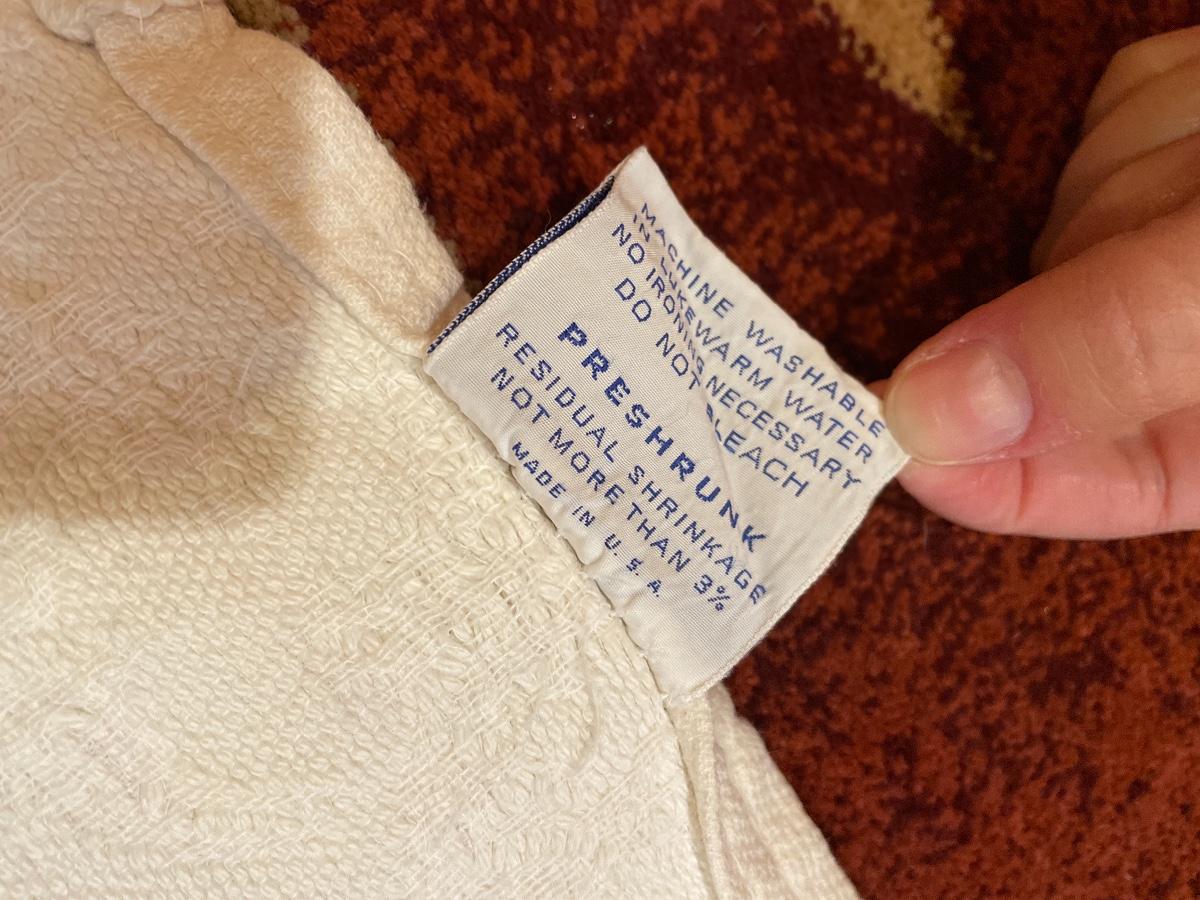 MACHINE WASHABLE
IN LUKEWARM WATER
NO IRONING NECESSARY
DO NOT BLEACH
PRESHRUNK
RESIDUAL SHRINKAGE
NOT MORE THAN 3%
MADE IN U.S.A.